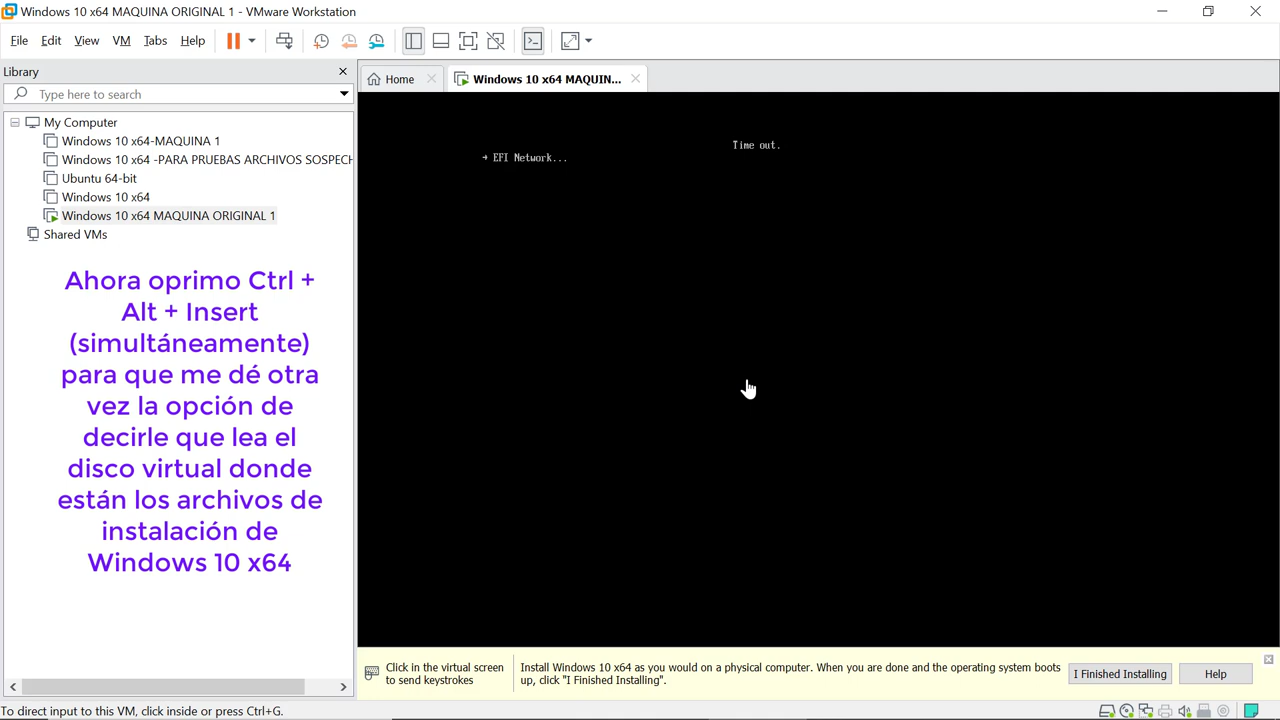 Windows 10 x64 MAQUINA ORIGINAL 1 - VMware Workstation
File Edit View VM Tabs Help
Library
Type here to search
My Computer
Windows 10 x64-MAQUINA 1
Windows 10 x64 -PARA PRUEBAS ARCHIVOS SOSPECH
Ubuntu 64-bit
Windows 10 x64
Windows 10 x64 MAQUINA ORIGINAL 1
Shared VMs
Ahora oprimo Ctrl +
Alt + Insert
(simultáneamente)
para que me dé otra
vez la opción de
decirle que lea el
disco virtual donde
están los archivos de
instalación de
Windows 10 x64
Home
Windows 10 x64 MAQUIN...
Time out.
EFI Network...
Click in the virtual screen
to send keystrokes
Install Windows 10 x64 as you would on a physical computer. When you are done and the operating system boots
up, click "I Finished Installing".
I Finished Installing
Help
To direct input to this VM, click inside or press Ctrl+G.